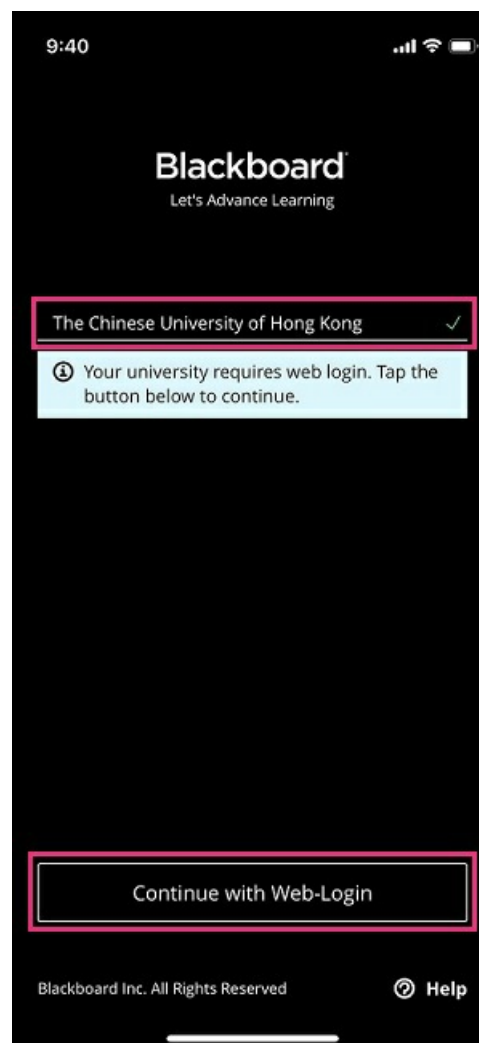 9:40
Blackboard
Let's Advance Learning
The Chinese University of Hong Kong
Your university requires web login. Tap the
button below to continue.
Continue with Web-Login
Blackboard Inc. All Rights Reserved
Help